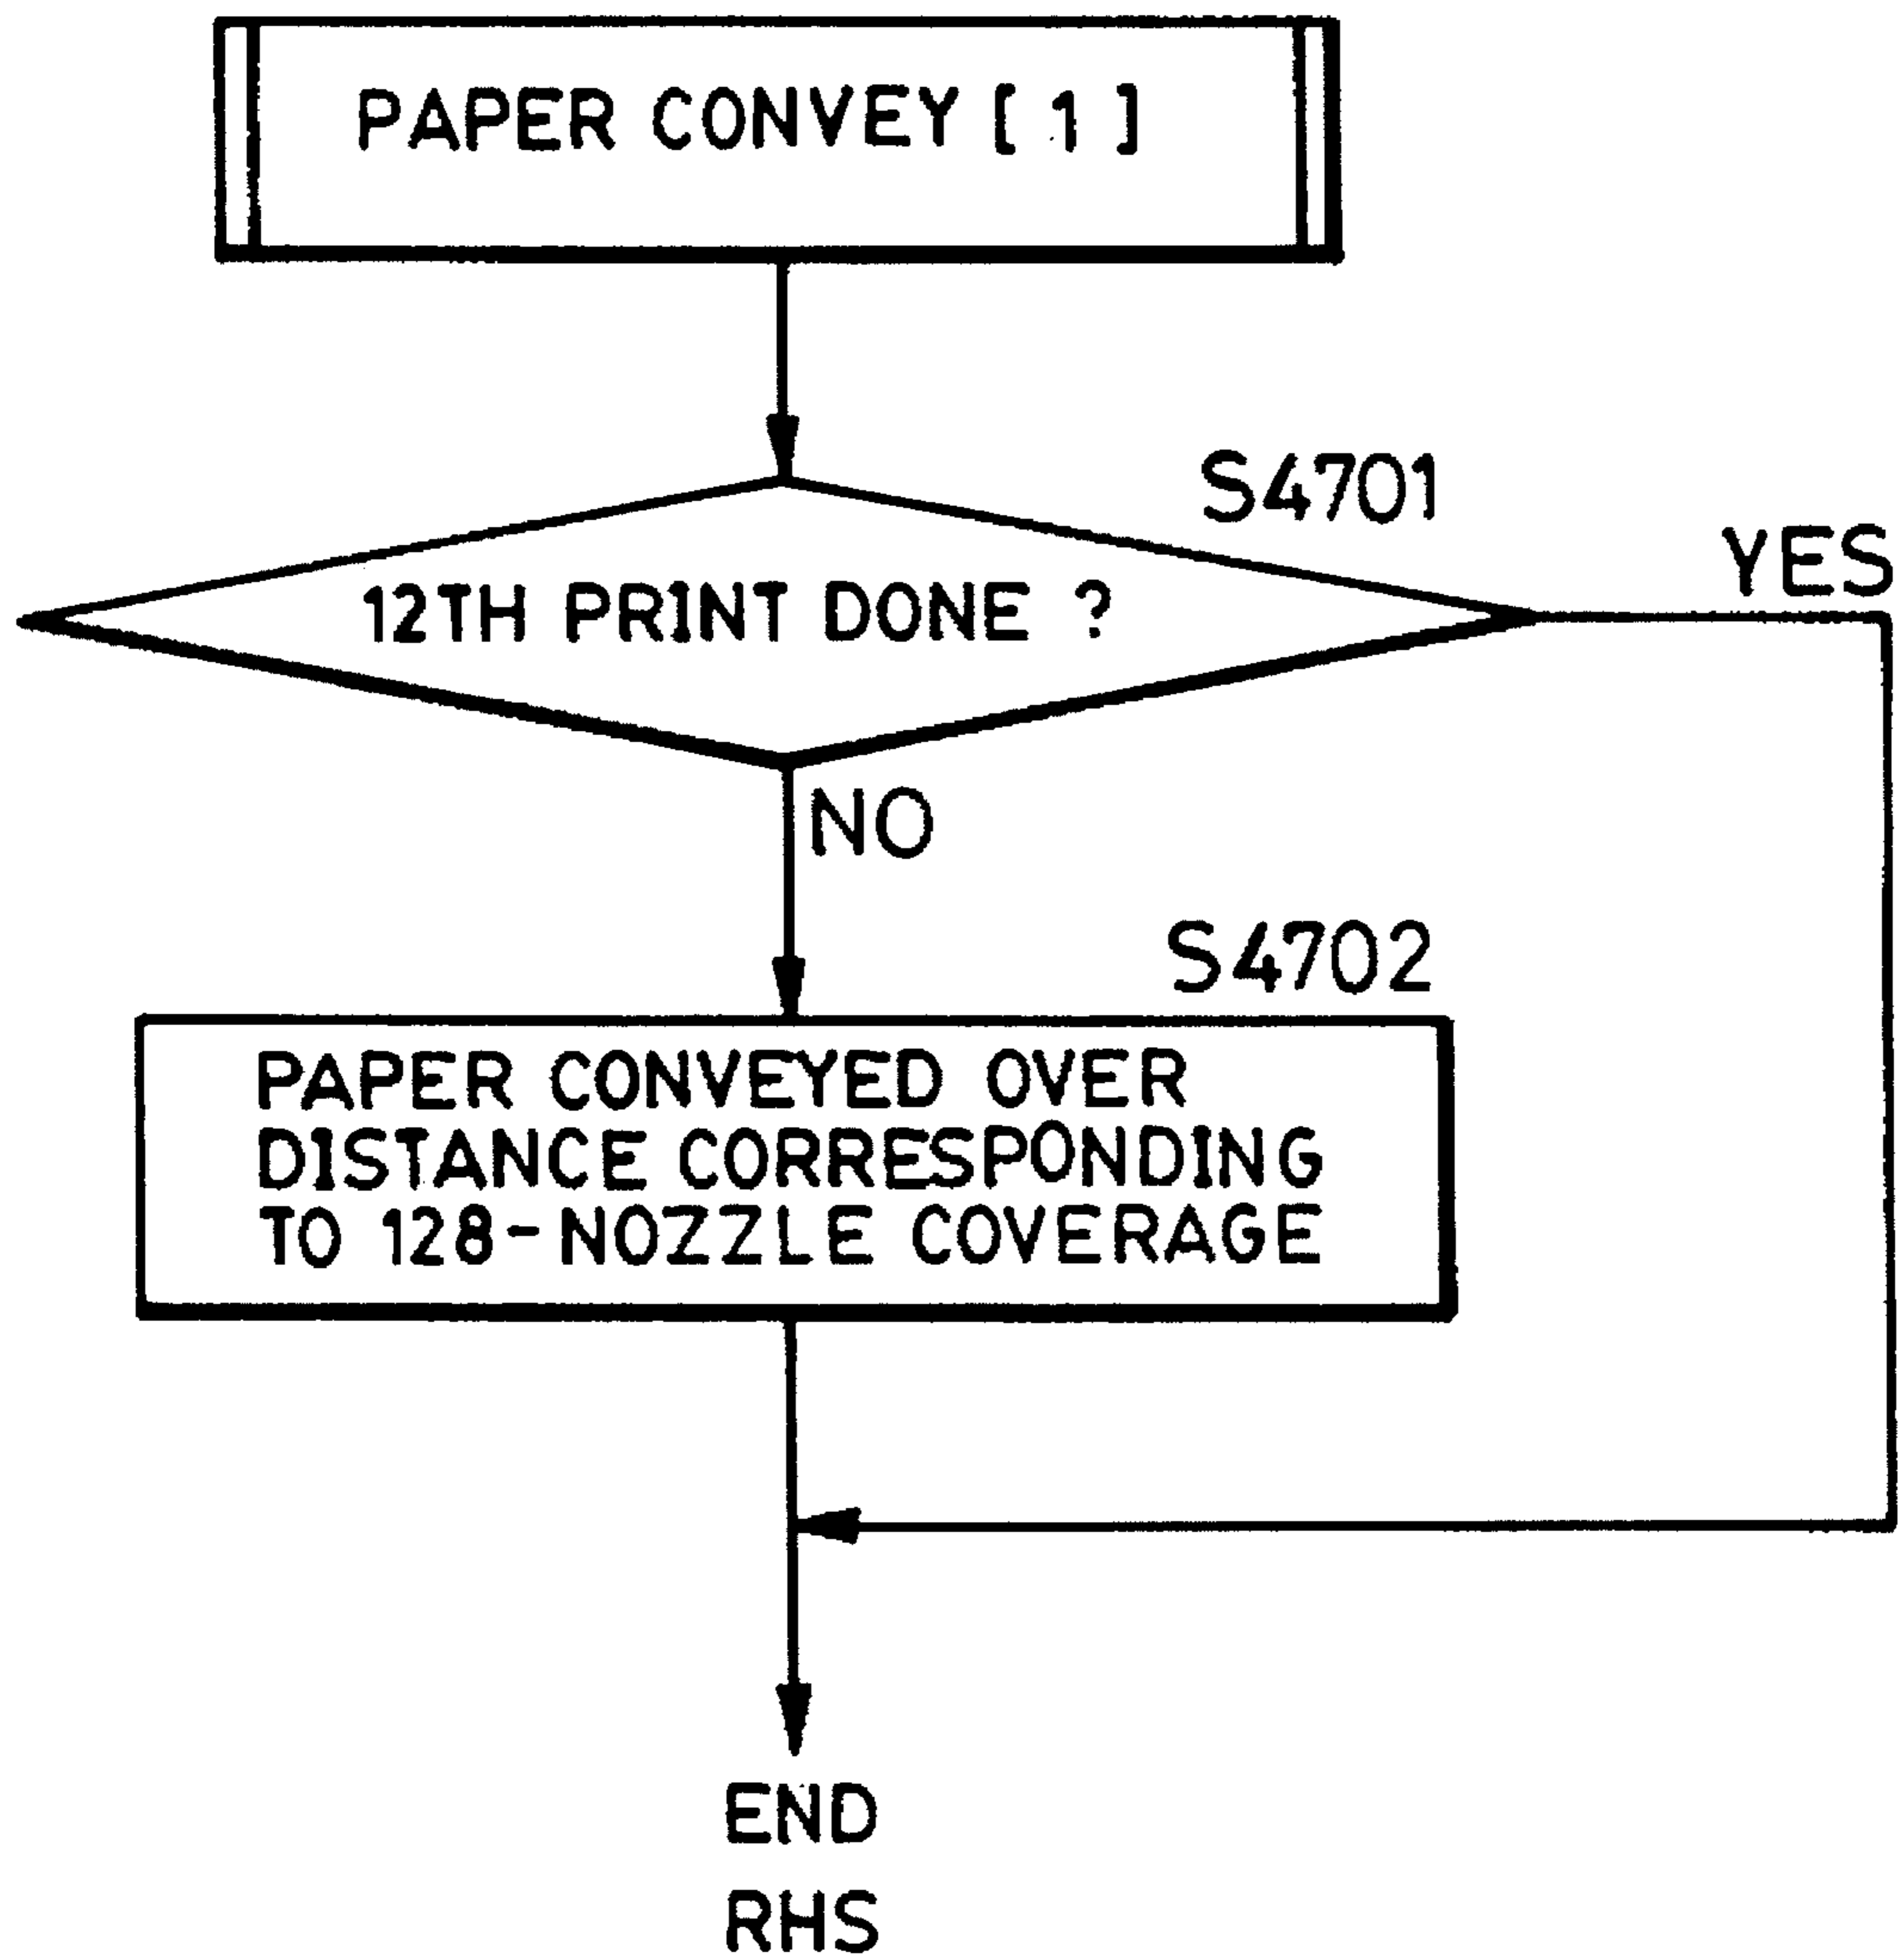 PAPER CONVEY [ 1 ]
S4701
YES
12TH PRINT DONE ?
NO
S4702
PAPER CONVEYED OVER
DISTANCE CORRESPONDING
TO 128-NOZZLE COVERAGE
END
RHS